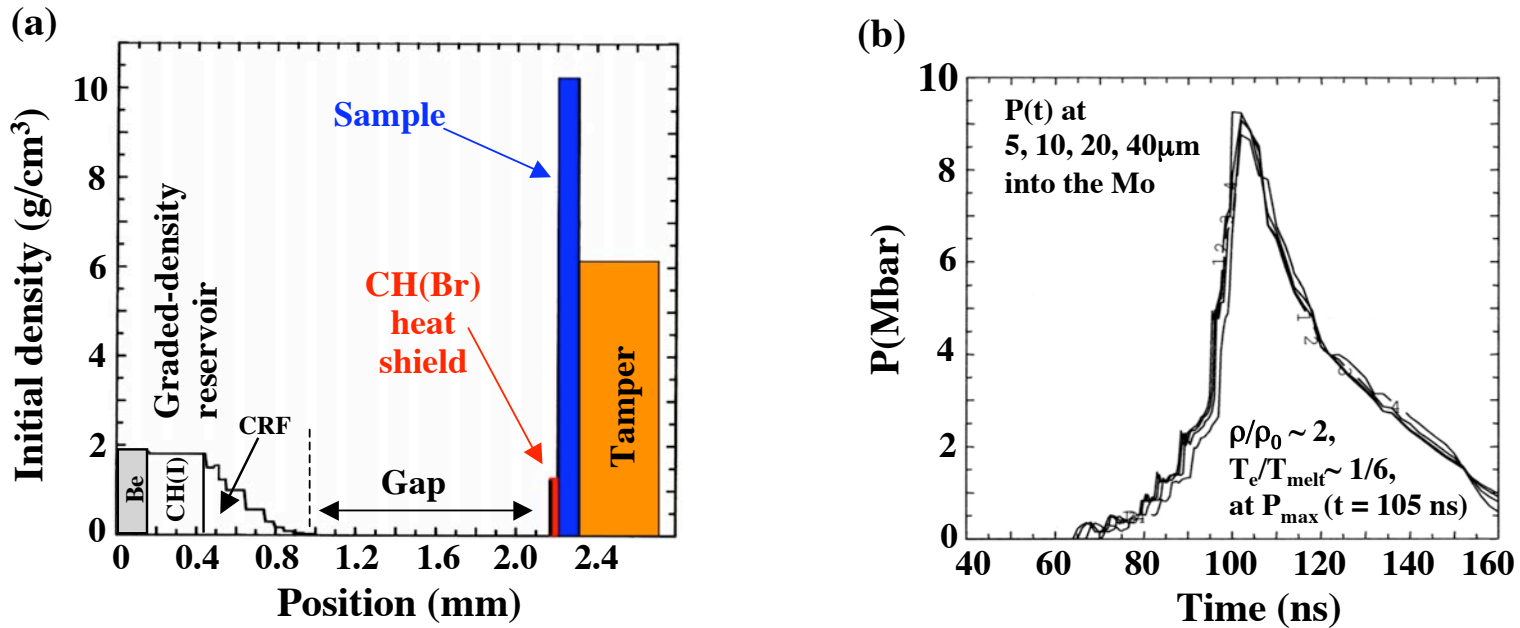 (a)
Initial density (g/cm³)
10
8
6
4
2
0
Graded-density
reservoir
Sample
CH(Br)
heat
shield
CRF
Gap
Be
CH(I)
Tamper
0 0.4 0.8 1.2 1.6 2.0 2.4
Position (mm)
(b)
P(Mbar)
10
8
6
4
2
0
P(t) at
5, 10, 20, 40μm
into the Mo
ρ/ρ₀ ~ 2,
Tₑ/Tmelt~ 1/6,
at Pmax (t = 105 ns)
40 60 80 100 120 140 160
Time (ns)